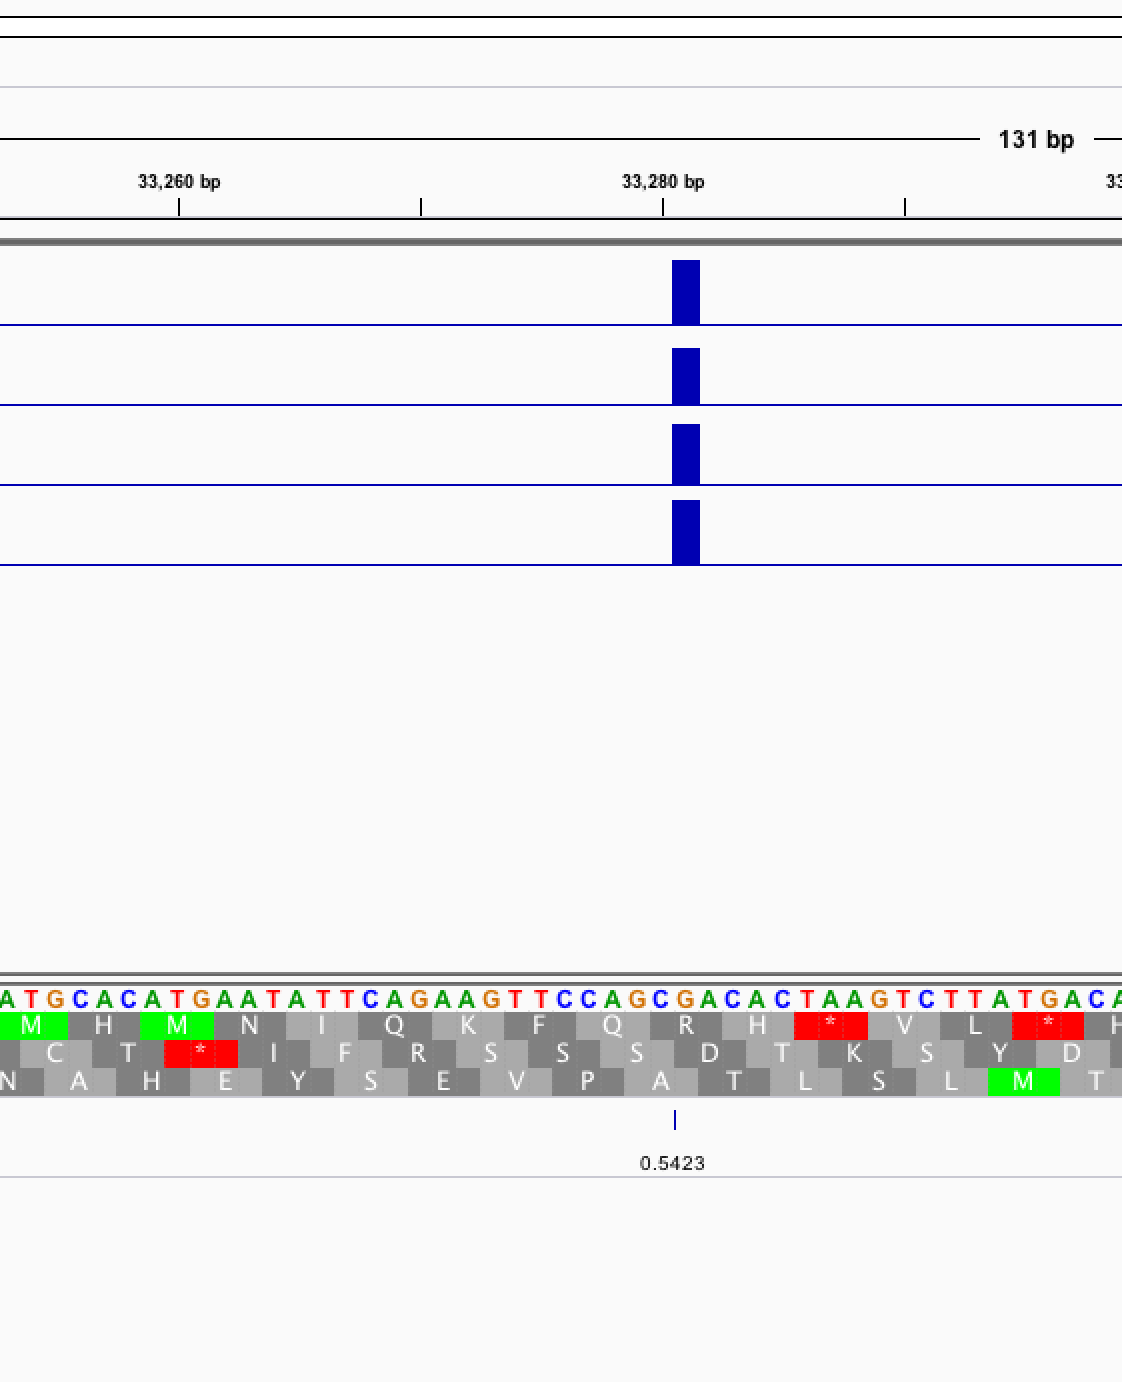 131 bp
33,260 bp 33,280 bp 33
ATGCACATGAATATTCAGAAGTTCCAGCGACACTAAGTCTTATGACA
M H M N I Q K F Q R H * V L * H
C T * I F R S S S D T K S Y D
N A H E Y S E V P A T L S L M T
0.5423